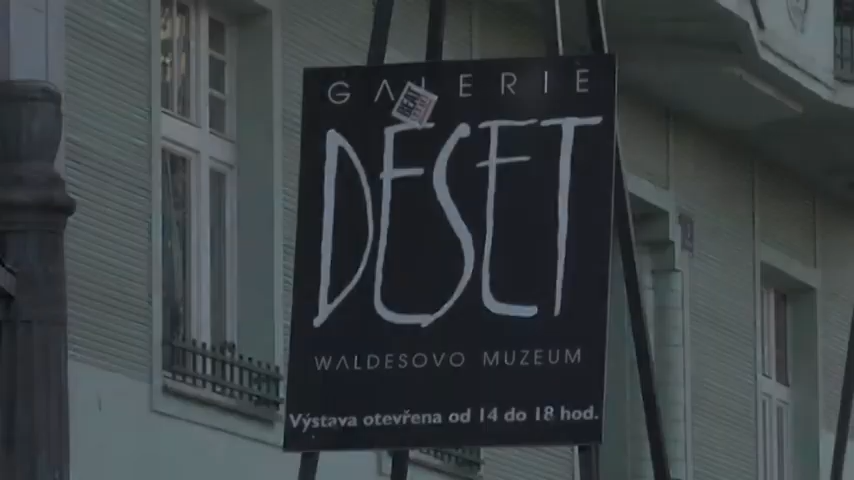 GALERIE
DESET
WALDESOVO MUZEUM
Výstava otevřena od 14 do 18 hod.